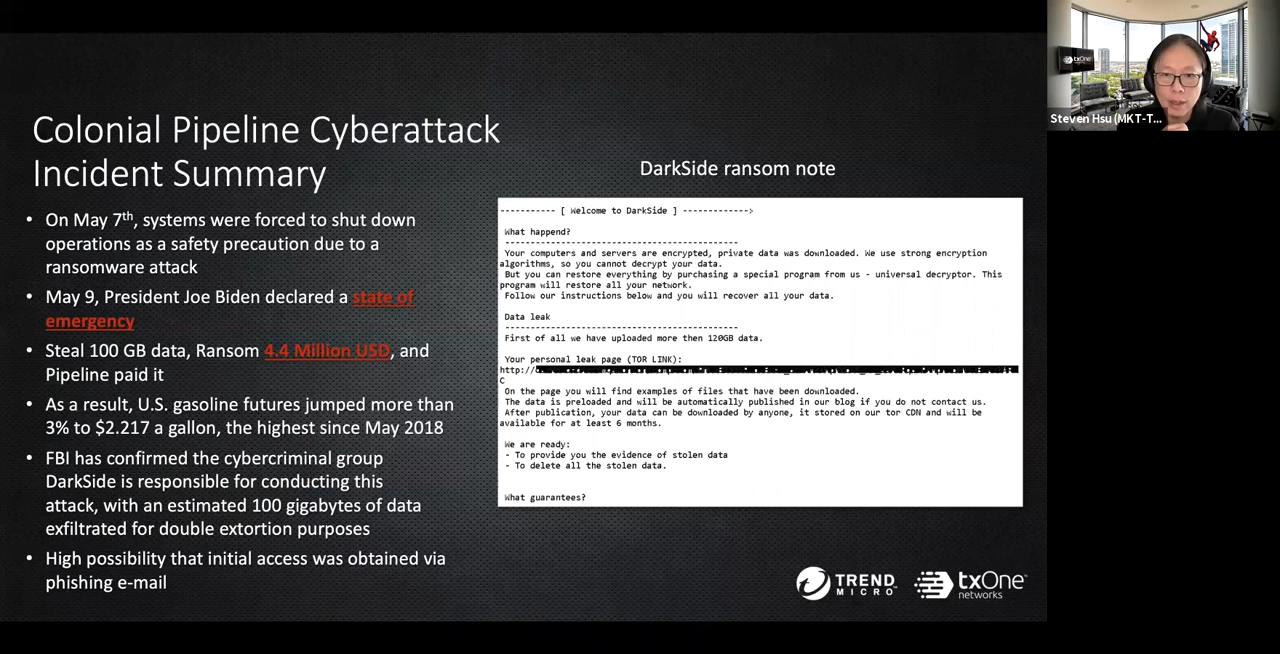 Colonial Pipeline Cyberattack
Incident Summary
• On May 7th, systems were forced to shut down
operations as a safety precaution due to a
ransomware attack
• May 9, President Joe Biden declared a state of
emergency
• Steal 100 GB data, Ransom 4.4 Million USD, and
Pipeline paid it
• As a result, U.S. gasoline futures jumped more than
3% to $2.217 a gallon, the highest since May 2018
• FBI has confirmed the cybercriminal group
DarkSide is responsible for conducting this
attack, with an estimated 100 gigabytes of data
exfiltrated for double extortion purposes
• High possibility that initial access was obtained via
phishing e-mail
DarkSide ransom note
----------- [ Welcome to DarkSide ] ------------->
What happend?
----------------------------------------------
Your computers and servers are encrypted, private data was downloaded. We use strong encryption
algorithms, so you cannot decrypt your data.
But you can restore everything by purchasing a special program from us - universal decryptor. This
program will restore all your network.
Follow our instructions below and you will recover all your data.
Data leak
----------------------------------------------
First of all we have uploaded more then 120GB data.
Your personal leak page (TOR LINK):
http://
C
On the page you will find examples of files that have been downloaded.
The data is preloaded and will be automatically published in our blog if you do not contact us.
After publication, your data can be downloaded by anyone, it stored on our tor CDN and will be
available for at least 6 months.
We are ready:
- To provide you the evidence of stolen data
- To delete all the stolen data.
What guarantees?
TREND
MICRO
txOne
networks
txOne
Steven Hsu (MKT-T...